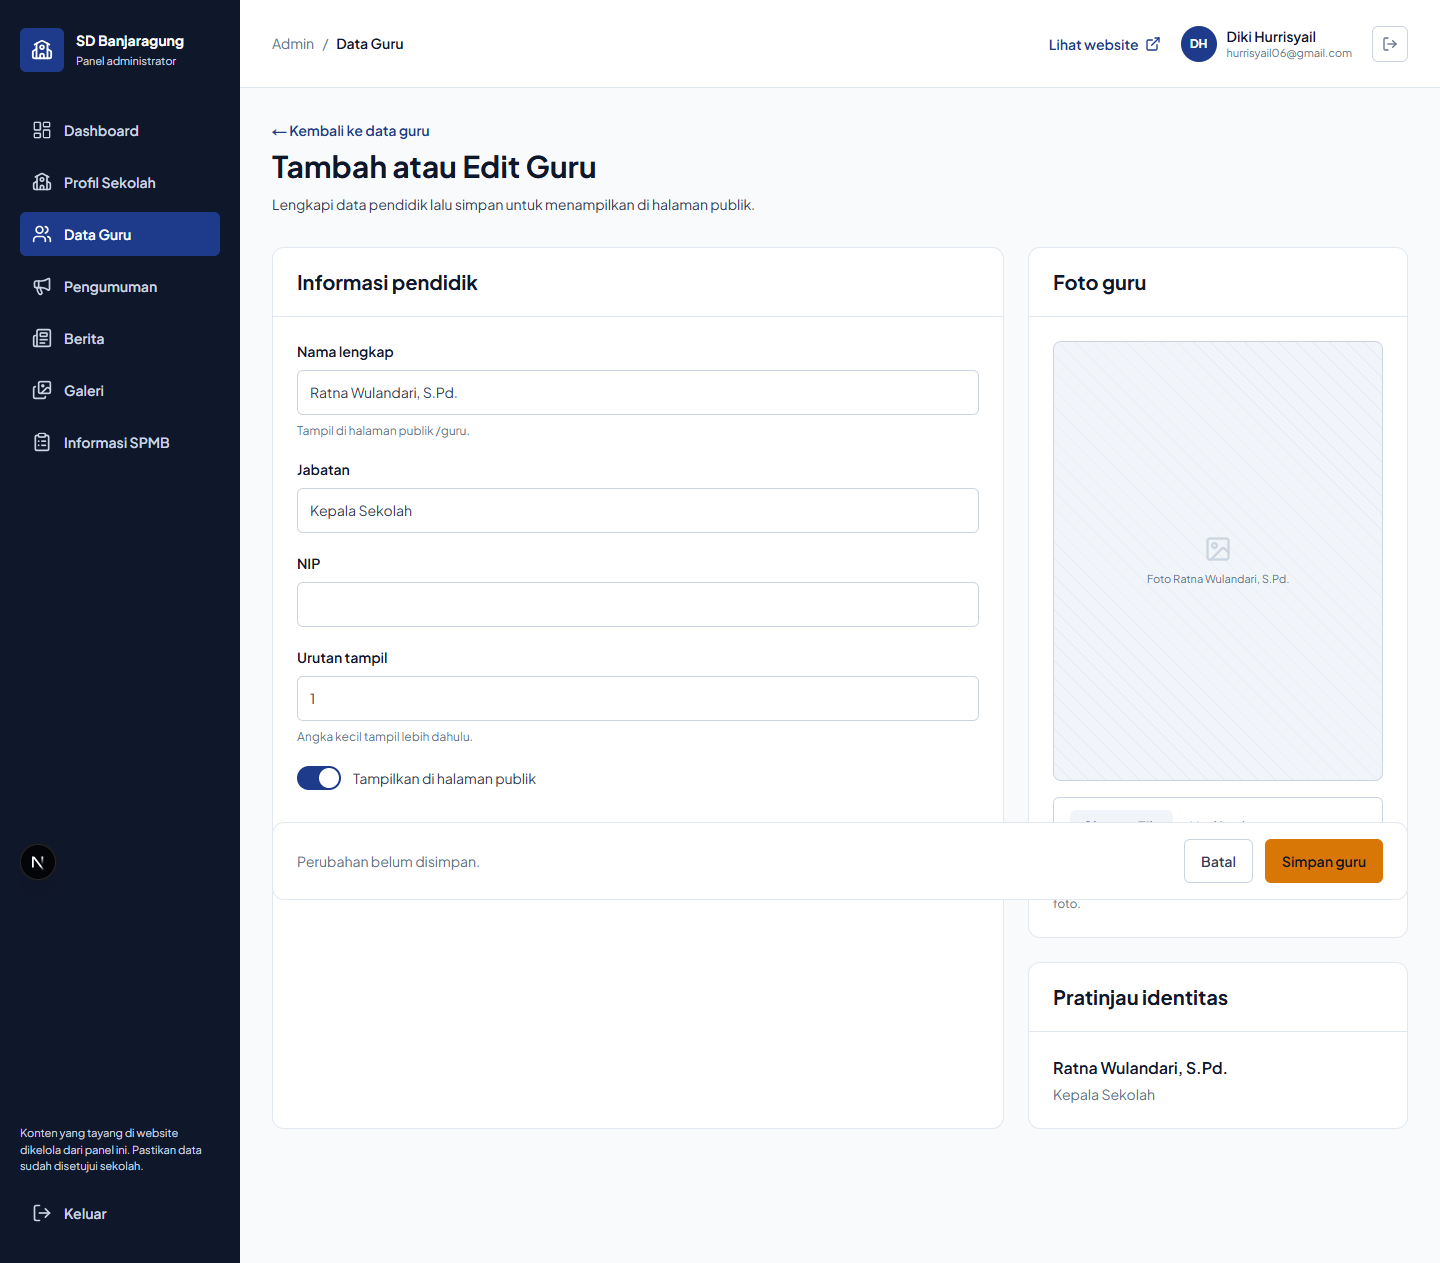 SD Banjaragung
Panel administrator
Dashboard
Profil Sekolah
Data Guru
Pengumuman
Berita
Galeri
Informasi SPMB
N
Konten yang tayang di website
dikelola dari panel ini. Pastikan data
sudah disetujui sekolah.
Keluar
Admin / Data Guru
Lihat website
DH
Diki Hurrisyail
hurrisyail06@gmail.com
← Kembali ke data guru
Tambah atau Edit Guru
Lengkapi data pendidik lalu simpan untuk menampilkan di halaman publik.
Informasi pendidik
Nama lengkap
Ratna Wulandari, S.Pd.
Tampil di halaman publik /guru.
Jabatan
Kepala Sekolah
NIP
Urutan tampil
1
Angka kecil tampil lebih dahulu.
Tampilkan di halaman publik
Foto guru
Foto Ratna Wulandari, S.Pd.
Perubahan belum disimpan.
Batal
Simpan guru
foto.
Pratinjau identitas
Ratna Wulandari, S.Pd.
Kepala Sekolah